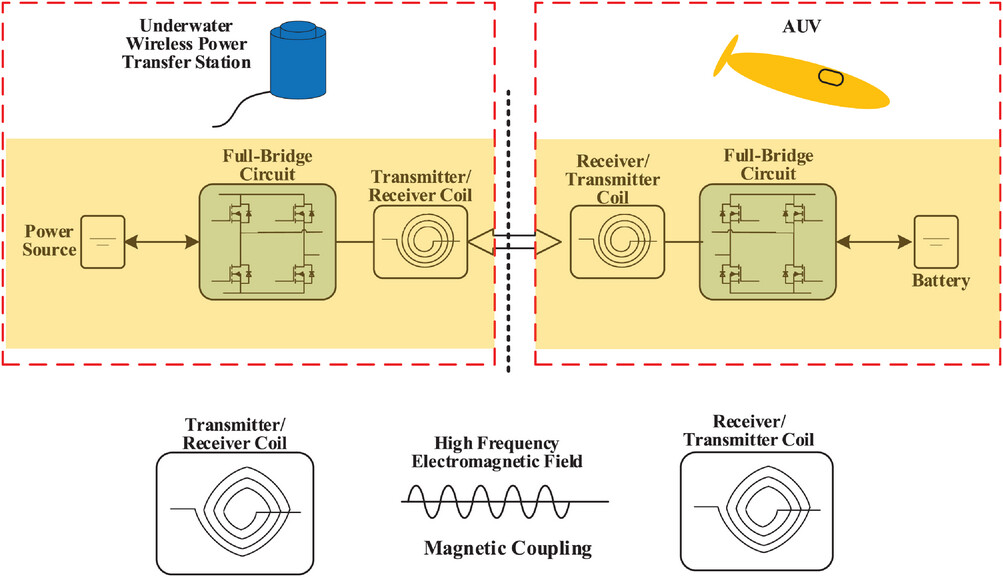 Underwater
Wireless Power
Transfer Station
AUV
Full-Bridge
Circuit
Transmitter/
Receiver Coil
Power
Source
Receiver/
Transmitter
Coil
Full-Bridge
Circuit
Battery
Transmitter/
Receiver Coil
High Frequency
Electromagnetic Field
Magnetic Coupling
Receiver/
Transmitter Coil